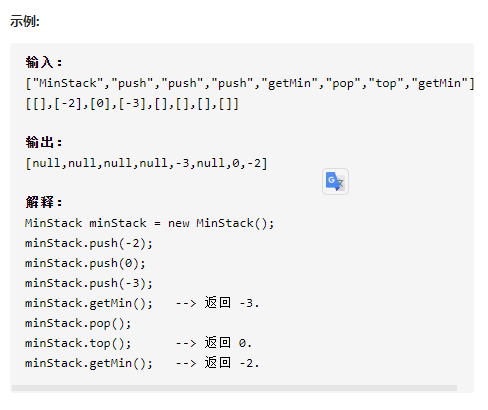 示例:
输入：
["MinStack","push","push","push","getMin","pop","top","getMin"]
[[],[-2],[0],[-3],[],[],[],[]]
输出：
[null,null,null,null,-3,null,0,-2]
解释：
MinStack minStack = new MinStack();
minStack.push(-2);
minStack.push(0);
minStack.push(-3);
minStack.getMin();   --> 返回 -3.
minStack.pop();
minStack.top();      --> 返回 0.
minStack.getMin();   --> 返回 -2.